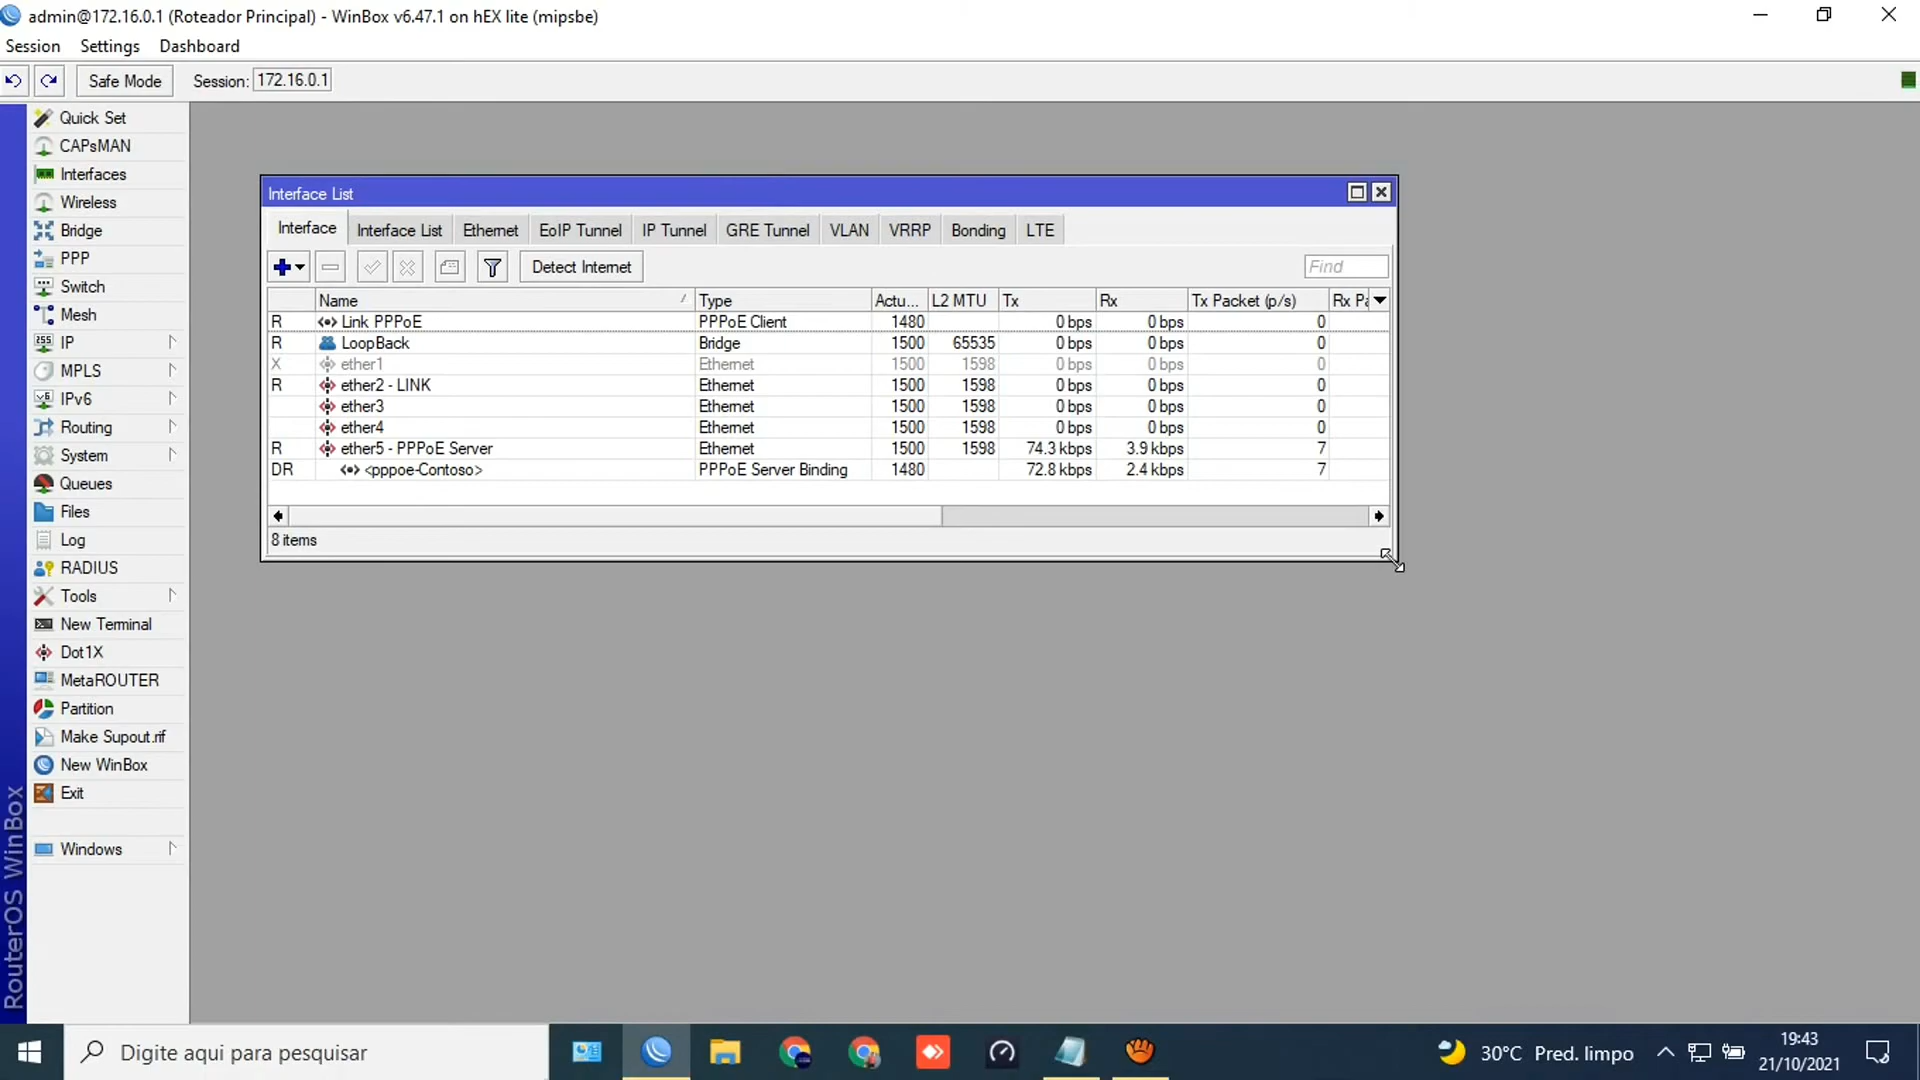 admin@172.16.0.1 (Roteador Principal) - WinBox v6.47.1 on hEX lite (mipsbe)
Session Settings Dashboard
Safe Mode Session: 172.16.0.1
Quick Set
CAPsMAN
Interfaces
Wireless
Bridge
PPP
Switch
Mesh
IP
MPLS
IPv6
Routing
System
Queues
Files
Log
RADIUS
Tools
New Terminal
Dot1X
MetaROUTER
Partition
Make Supout.rif
New WinBox
Exit
Windows
RouterOS WinBox
Interface List
Interface Interface List Ethernet EoIP Tunnel IP Tunnel GRE Tunnel VLAN VRRP Bonding LTE
Detect Internet Find
Name Type Actu... L2 MTU Tx Rx Tx Packet (p/s) Rx Pa
R Link PPPoE PPPoE Client 1480 0 bps 0 bps 0
R LoopBack Bridge 1500 65535 0 bps 0 bps 0
X ether1 Ethernet 1500 1598 0 bps 0 bps 0
R ether2 - LINK Ethernet 1500 1598 0 bps 0 bps 0
ether3 Ethernet 1500 1598 0 bps 0 bps 0
ether4 Ethernet 1500 1598 0 bps 0 bps 0
R ether5 - PPPoE Server Ethernet 1500 1598 74.3 kbps 3.9 kbps 7
DR <pppoe-Contoso> PPPoE Server Binding 1480 72.8 kbps 2.4 kbps 7
8 items
Digite aqui para pesquisar
30°C Pred. limpo
19:43
21/10/2021